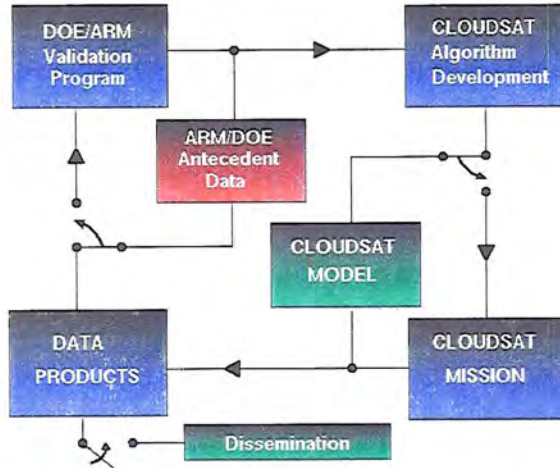 DOE/ARM
Validation
Program
CLOUDSAT
Algorithm
Development
ARM/DOE
Antecedent
Data
CLOUDSAT
MODEL
DATA
PRODUCTS
CLOUDSAT
MISSION
Dissemination